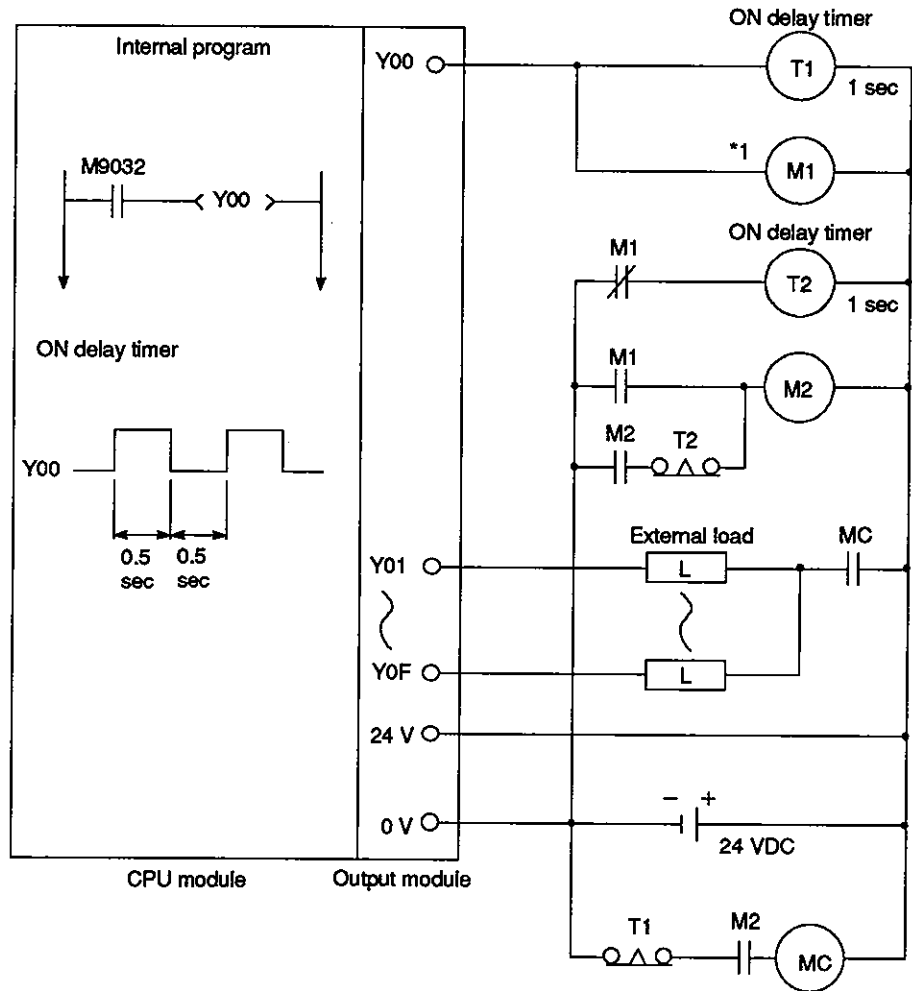 ON delay timer
Internal program
Y00
T1
1 sec
M9032
*1
M1
Y00
ON delay timer
M1
T2
1 sec
ON delay timer
M1
M2
M2
T2
Y00
External load
MC
0.5 sec
0.5 sec
Y01
L
Y0F
L
24 V
- +
0 V
24 VDC
CPU module
Output module
T1
M2
MC